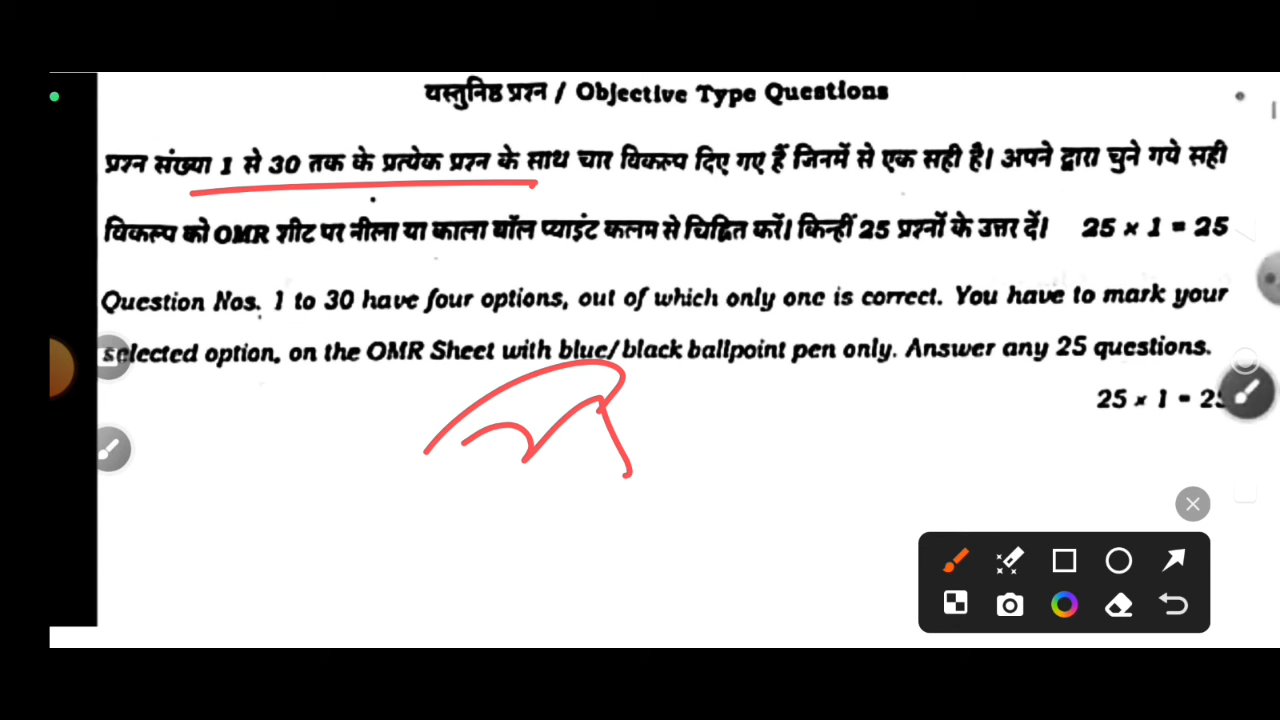 वस्तुनिष्ठ प्रश्न / Objective Type Questions
प्रश्न संख्या 1 से 30 तक के प्रत्येक प्रश्न के साथ चार विकल्प दिए गए हैं जिनमें से एक सही है। अपने द्वारा चुने गये सही
विकल्प को OMR शीट पर नीला या काला बॉल प्वाइंट कलम से चिह्नित करें। किन्हीं 25 प्रश्नों के उत्तर दें। 25 × 1 = 25
Question Nos. 1 to 30 have four options, out of which only one is correct. You have to mark your
selected option, on the OMR Sheet with blue/black ballpoint pen only. Answer any 25 questions.
25 × 1 = 25